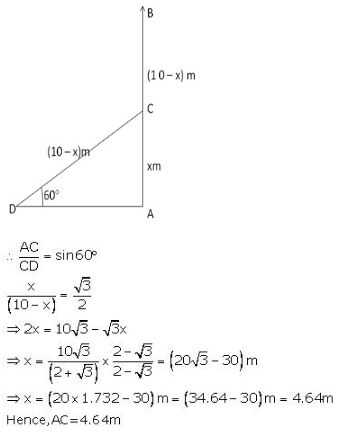 B
(10-x) m
C
(10-x)m
xm
60°
D
A
∴ AC/CD = sin60°
x/(10-x) = √3/2
⇒ 2x = 10√3 - √3x
⇒ x = 10√3/(2+√3) x 2-√3/2-√3 = (20√3 - 30) m
⇒ x = (20 x 1.732 - 30) m = (34.64 - 30) m = 4.64m
Hence, AC=4.64m